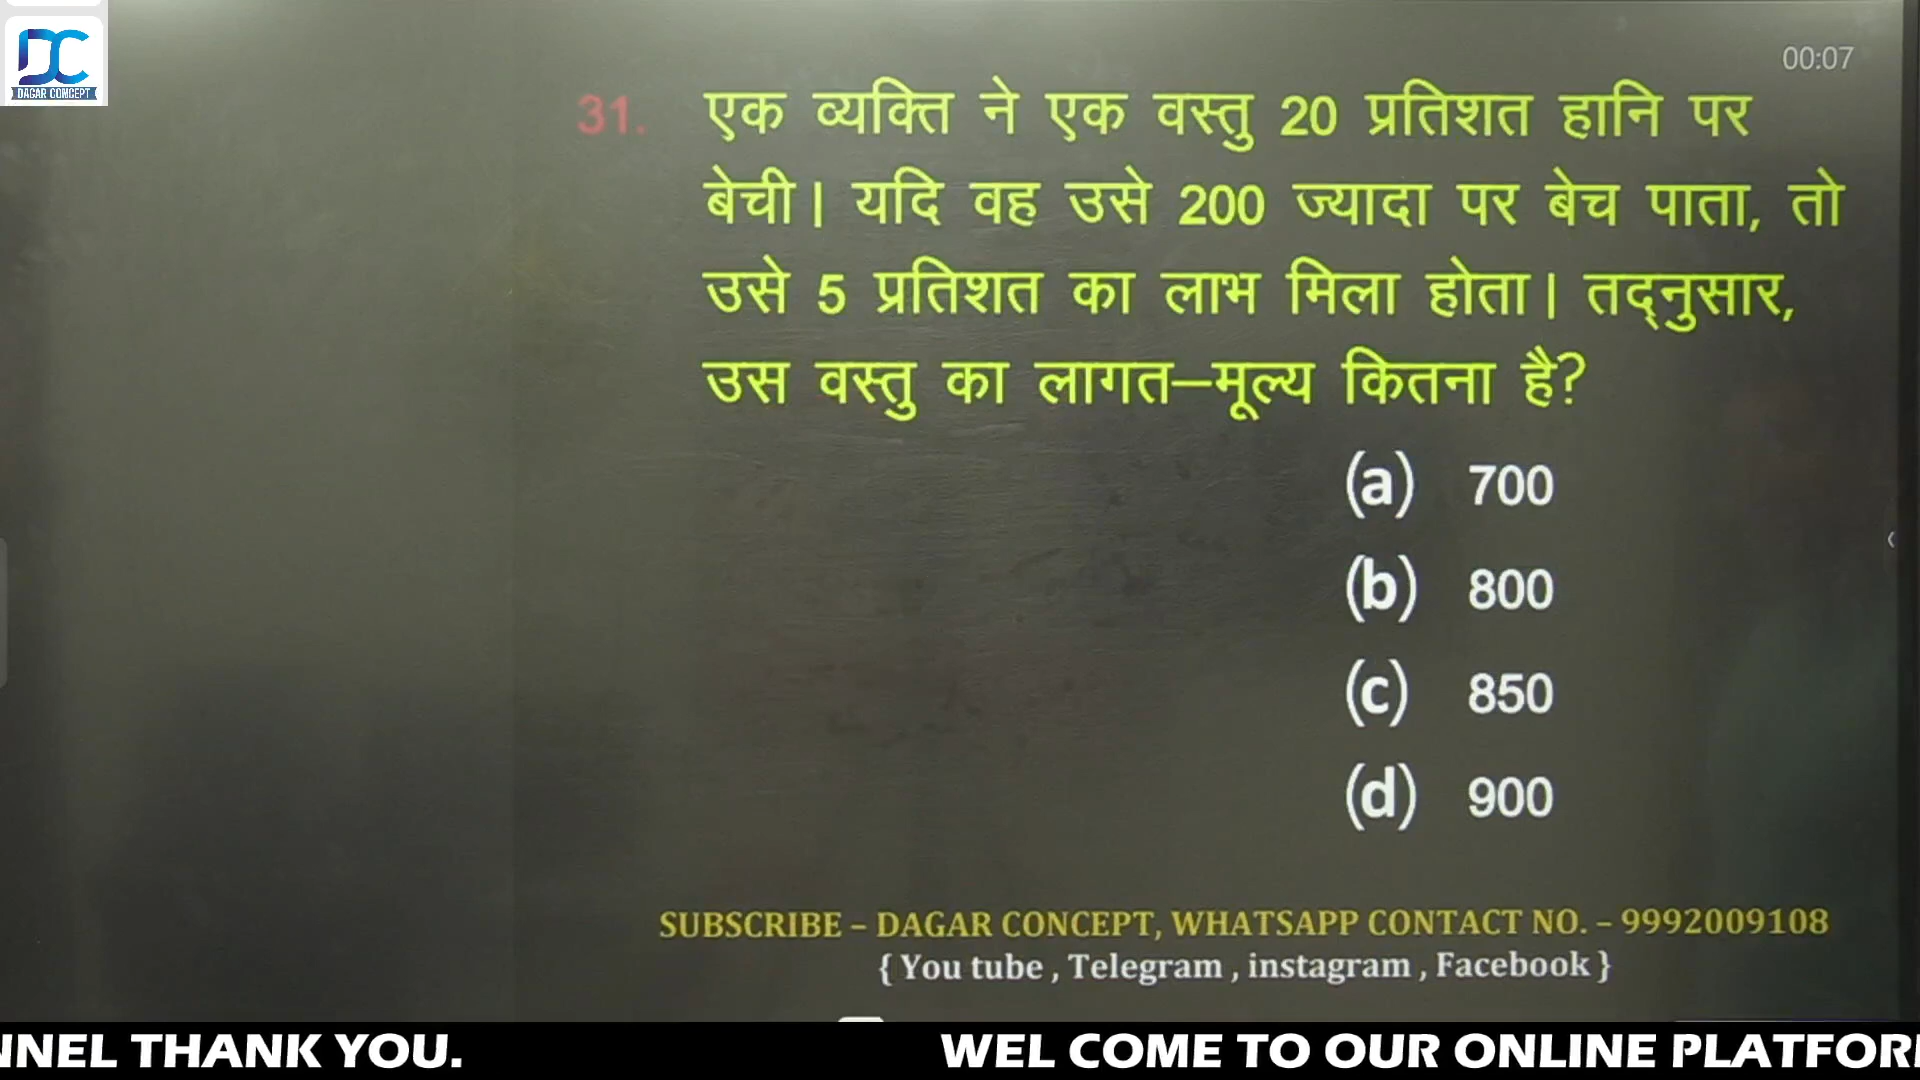 DC
DAGAR CONCEPT
00:07
31. एक व्यक्ति ने एक वस्तु 20 प्रतिशत हानि पर
बेची। यदि वह उसे 200 ज्यादा पर बेच पाता, तो
उसे 5 प्रतिशत का लाभ मिला होता। तद्नुसार,
उस वस्तु का लागत–मूल्य कितना है?
(a) 700
(b) 800
(c) 850
(d) 900
SUBSCRIBE – DAGAR CONCEPT, WHATSAPP CONTACT NO. – 9992009108
{ You tube , Telegram , instagram , Facebook }
NNEL THANK YOU. WEL COME TO OUR ONLINE PLATFOR